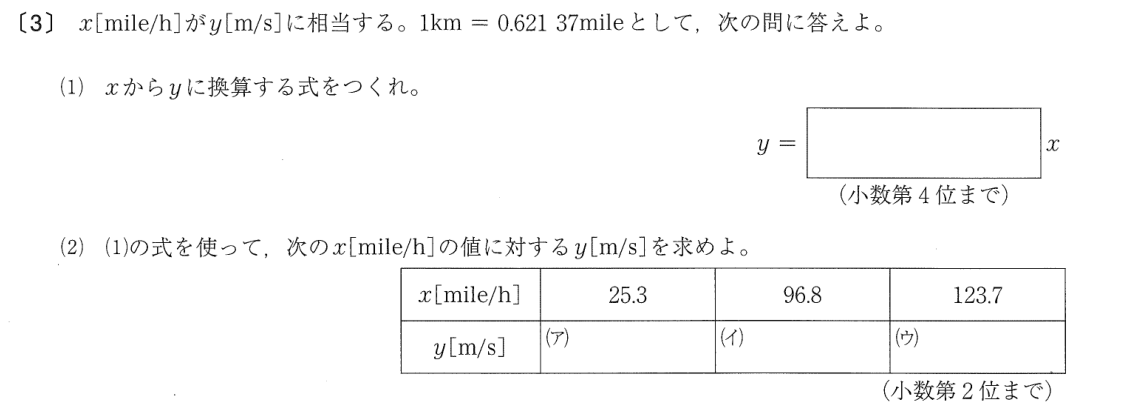 〔3〕 x[mile/h]がy[m/s]に相当する。1km = 0.621 37mileとして，次の問に答えよ。
(1) xからyに換算する式をつくれ。
y = x
(小数第4位まで)
(2) (1)の式を使って，次のx[mile/h]の値に対するy[m/s]を求めよ。
x[mile/h] 25.3 96.8 123.7
y[m/s] (ア) (イ) (ウ)
(小数第2位まで)